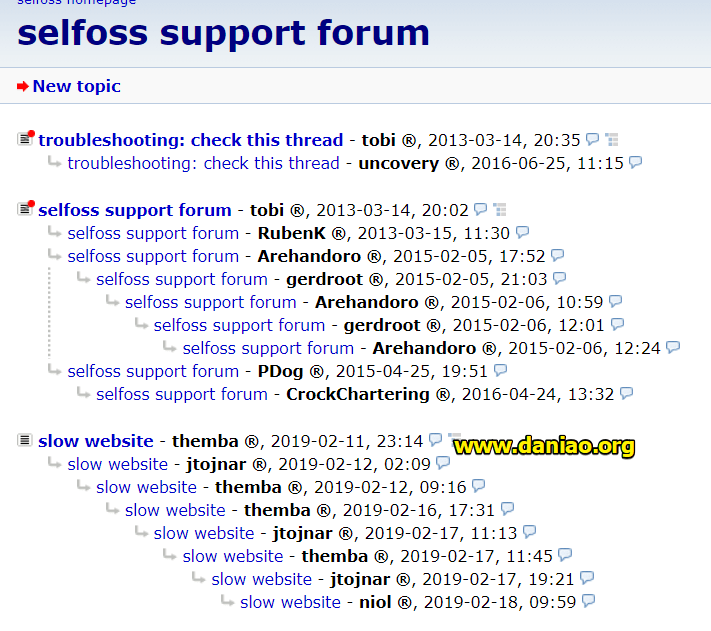 selfoss homepage
selfoss support forum
New topic
troubleshooting: check this thread - tobi ®, 2013-03-14, 20:35
troubleshooting: check this thread - uncovery ®, 2016-06-25, 11:15
selfoss support forum - tobi ®, 2013-03-14, 20:02
selfoss support forum - RubenK ®, 2013-03-15, 11:30
selfoss support forum - Arehandoro ®, 2015-02-05, 17:52
selfoss support forum - gerdroot ®, 2015-02-05, 21:03
selfoss support forum - Arehandoro ®, 2015-02-06, 10:59
selfoss support forum - gerdroot ®, 2015-02-06, 12:01
selfoss support forum - Arehandoro ®, 2015-02-06, 12:24
selfoss support forum - PDog ®, 2015-04-25, 19:51
selfoss support forum - CrockChartering ®, 2016-04-24, 13:32
slow website - themba ®, 2019-02-11, 23:14
www.daniao.org
slow website - jtojnar ®, 2019-02-12, 02:09
slow website - themba ®, 2019-02-12, 09:16
slow website - themba ®, 2019-02-16, 17:31
slow website - jtojnar ®, 2019-02-17, 11:13
slow website - themba ®, 2019-02-17, 11:45
slow website - jtojnar ®, 2019-02-17, 19:21
slow website - niol ®, 2019-02-18, 09:59